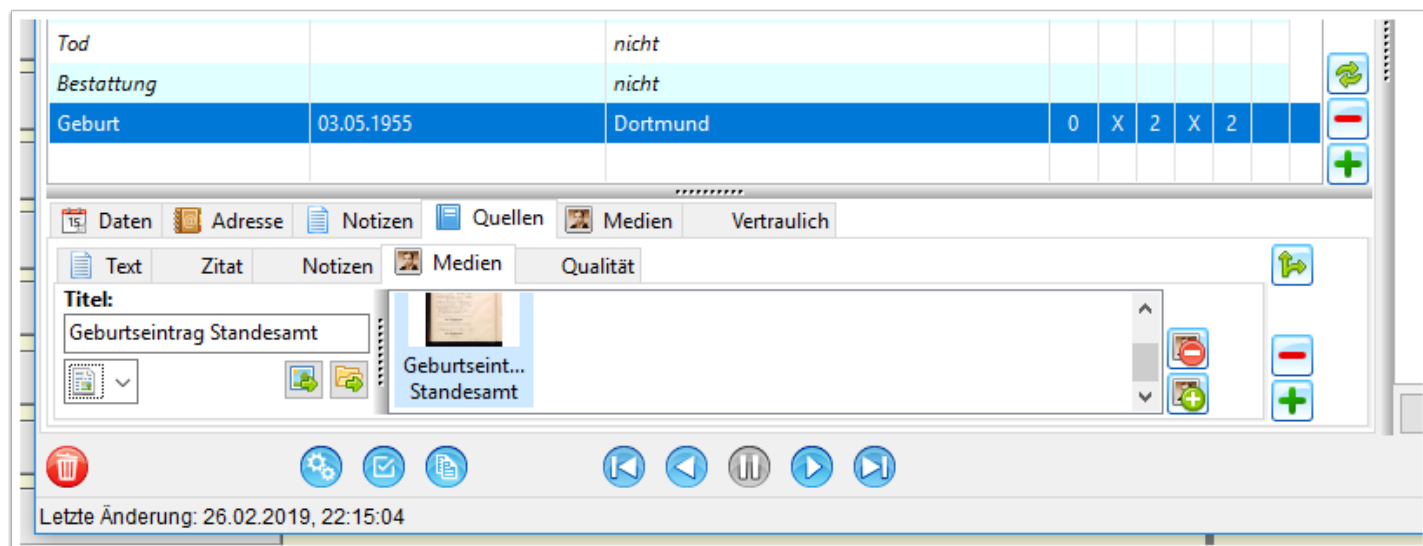 Tod nicht
Bestattung nicht
Geburt 03.05.1955 Dortmund 0 X 2 X 2
Daten Adresse Notizen Quellen Medien Vertraulich
Text Zitat Notizen Medien Qualität
Titel:
Geburtseintrag Standesamt
Geburtseint...
Standesamt
Letzte Änderung: 26.02.2019, 22:15:04